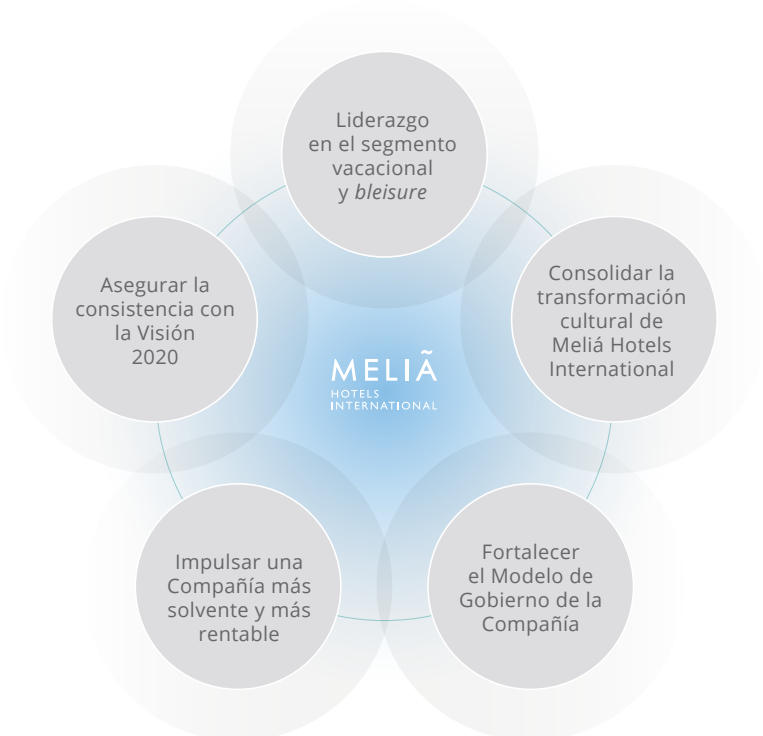 Liderazgo
en el segmento
vacacional
y bleisure
Consolidar la
transformación
cultural de
Meliá Hotels
International
Fortalecer
el Modelo de
Gobierno de la
Compañía
Impulsar una
Compañía más
solvente y más
rentable
Asegurar la
consistencia con
la Visión
2020
MELIÃ
HOTELS
INTERNATIONAL